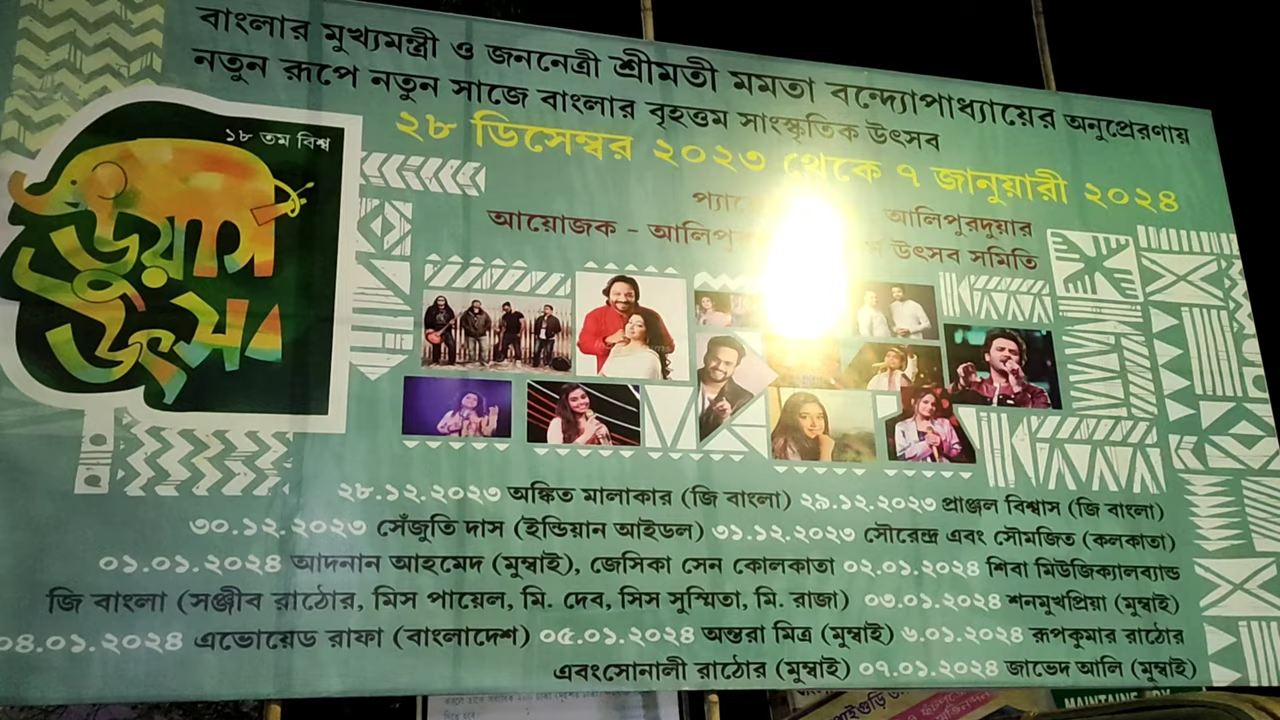 বাংলার মুখ্যমন্ত্রী ও জননেত্রী শ্রীমতী মমতা বন্দ্যোপাধ্যায়ের অনুপ্রেরণায়
নতুন রূপে নতুন সাজে বাংলার বৃহত্তম সাংস্কৃতিক উৎসব
২৮ ডিসেম্বর ২০২৩ থেকে ৭ জানুয়ারী ২০২৪
১৮ তম বিশ্ব
ডুয়ার্স
উৎসব
আলিপুরদুয়ার
আয়োজক - উৎসব সমিতি
২৮.১২.২০২৩ অঙ্কিত মালাকার (জি বাংলা) ২৯.১২.২০২৩ প্রাঞ্জল বিশ্বাস (জি বাংলা)
৩০.১২.২০২৩ সেঁজুতি দাস (ইন্ডিয়ান আইডল) ৩১.১২.২০২৩ সৌরেন্দ্র এবং সৌমজিত (কলকাতা)
০১.০১.২০২৪ আদনান আহমেদ (মুম্বাই), জেসিকা সেন কোলকাতা ০২.০১.২০২৪ শিবা মিউজিক্যালব্যান্ড
জি বাংলা (সঞ্জীব রাঠোর, মিস পায়েল, মি. দেব, সিস সুস্মিতা, মি. রাজা) ০৩.০১.২০২৪ শনমুখপ্রিয়া (মুম্বাই)
০৪.০১.২০২৪ এভোয়েড রাফা (বাংলাদেশ) ০৫.০১.২০২৪ অন্তরা মিত্র (মুম্বাই) ৬.০১.২০২৪ রূপকুমার রাঠোর
এবংসোনালী রাঠোর (মুম্বাই) ০৭.০১.২০২৪ জাভেদ আলি (মুম্বাই)